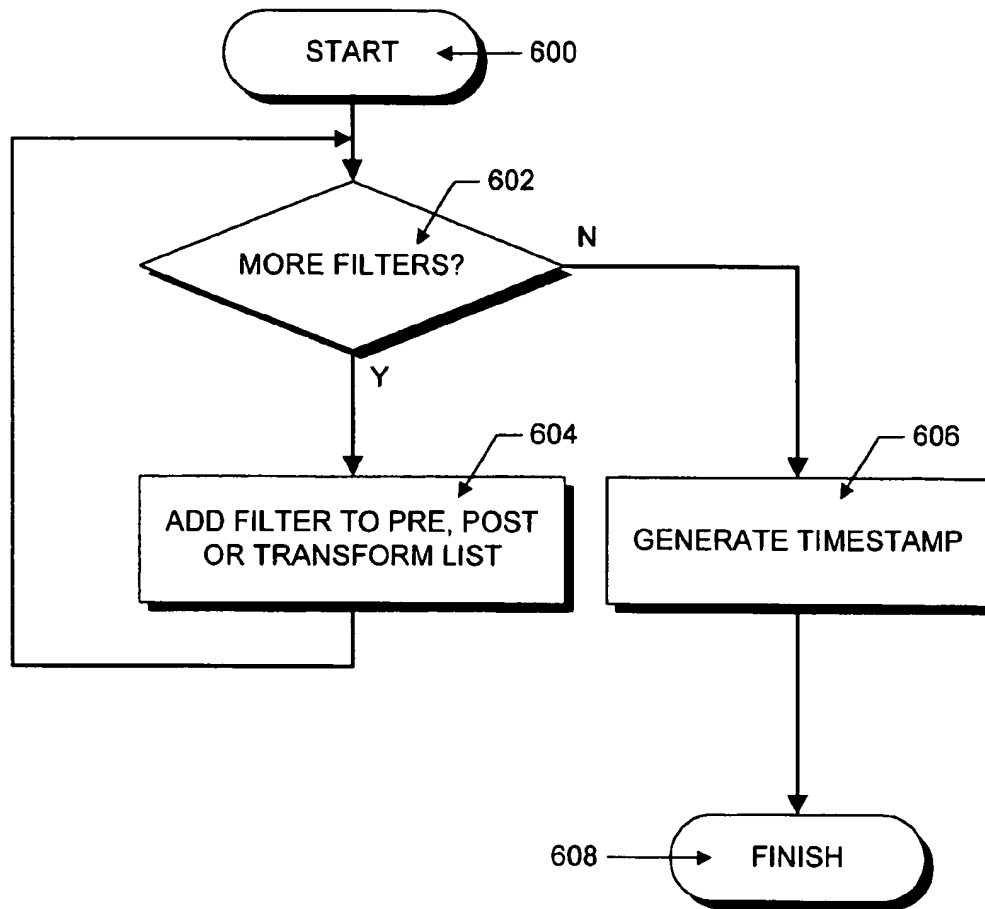 START
600
602
MORE FILTERS?
N
Y
604
ADD FILTER TO PRE, POST
OR TRANSFORM LIST
606
GENERATE TIMESTAMP
608
FINISH